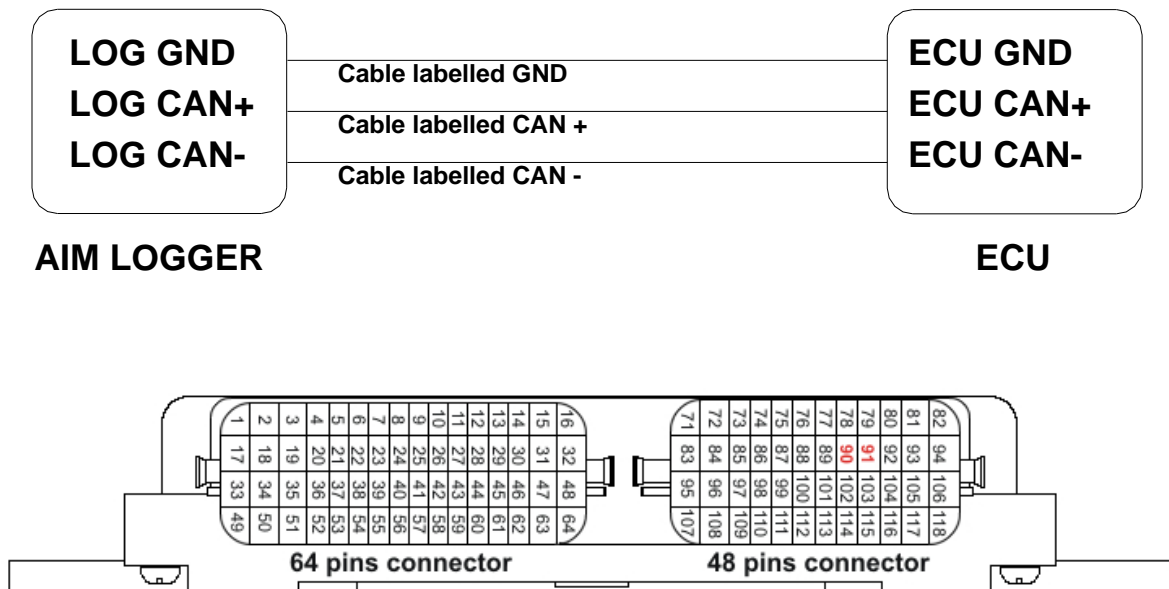 LOG GND ECU GND
Cable labelled GND
LOG CAN+ ECU CAN+
Cable labelled CAN +
LOG CAN- ECU CAN-
Cable labelled CAN -
AIM LOGGER ECU
1 2 3 4 5 6 7 8 9 10 11 12 13 14 15 16 71 72 73 74 75 76 77 78 79 80 81 82
17 18 19 20 21 22 23 24 25 26 27 28 29 30 31 32 83 84 85 86 87 88 89 90 91 92 93 94
33 34 35 36 37 38 39 40 41 42 43 44 45 46 47 48 95 96 97 98 99 100 101 102 103 104 105 106
49 50 51 52 53 54 55 56 57 58 59 60 61 62 63 64 107 108 109 110 111 112 113 114 115 116 117 118
64 pins connector 48 pins connector